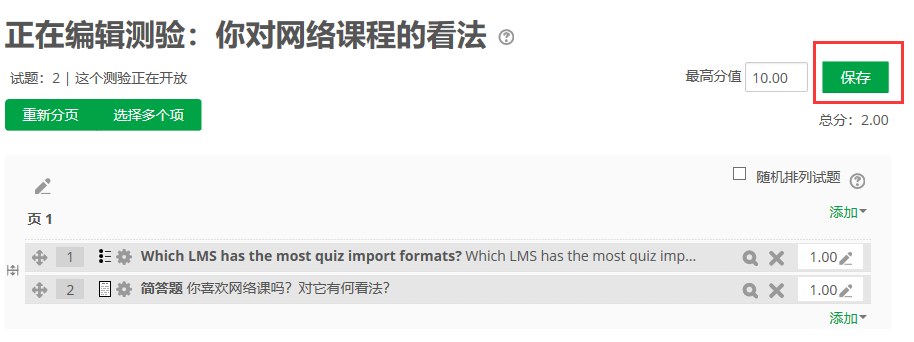 正在编辑测验：你对网络课程的看法
试题：2 | 这个测验正在开放
最高分值 10.00 保存
重新分页 选择多个项
总分：2.00
随机排列试题
页 1
添加
1 Which LMS has the most quiz import formats? Which LMS has the most quiz imp... 1.00
2 简答题 你喜欢网络课吗？对它有何看法？ 1.00
添加